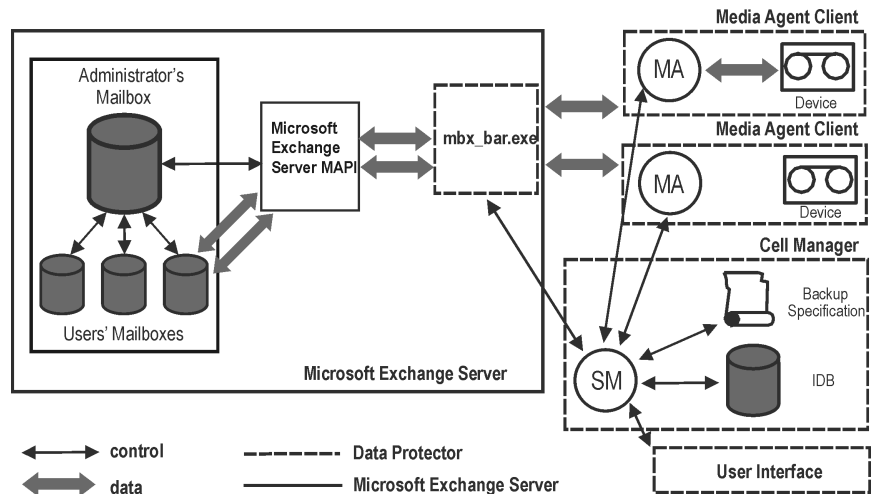 Administrator's
Mailbox
Users' Mailboxes
Microsoft
Exchange
Server MAPI
mbx_bar.exe
Microsoft Exchange Server
Media Agent Client
MA
Device
Media Agent Client
MA
Device
Cell Manager
Backup
Specification
SM
IDB
User Interface
control
data
Data Protector
Microsoft Exchange Server